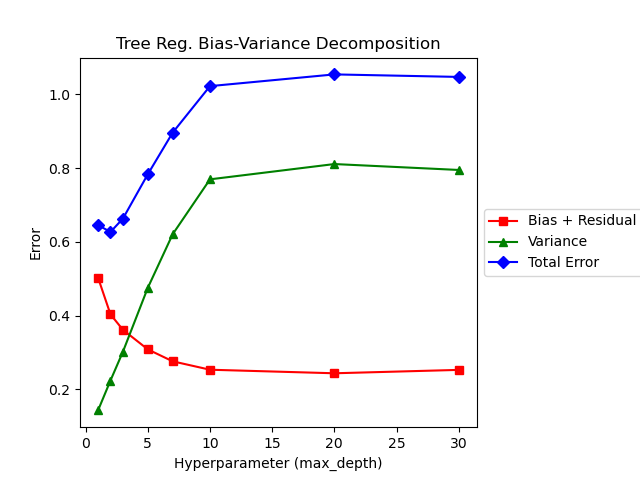 Tree Reg. Bias-Variance Decomposition
1.0
0.8
0.6
0.4
0.2
Error
0 5 10 15 20 25 30
Hyperparameter (max_depth)
Bias + Residual
Variance
Total Error